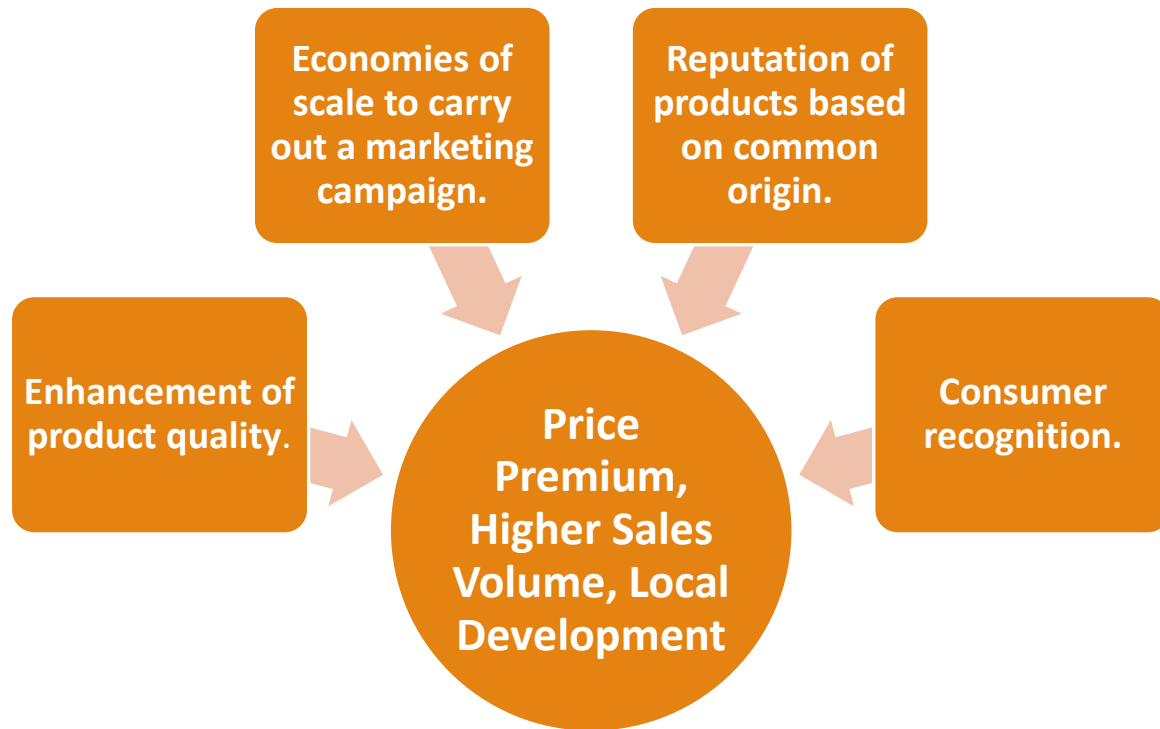 Economies of
scale to carry
out a marketing
campaign.
Reputation of
products based
on common
origin.
Enhancement of
product quality.
Consumer
recognition.
Price
Premium,
Higher Sales
Volume, Local
Development